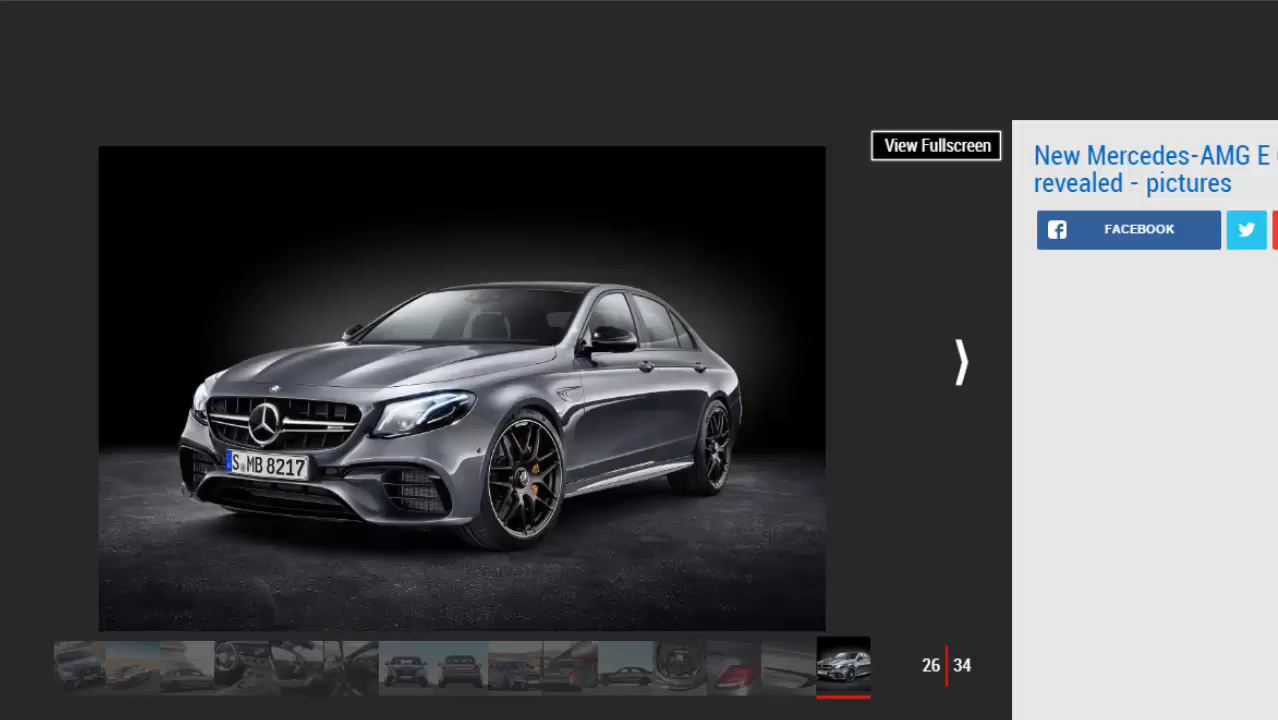 View Fullscreen
New Mercedes-AMG E
revealed - pictures
FACEBOOK
S MB 8217
26 34